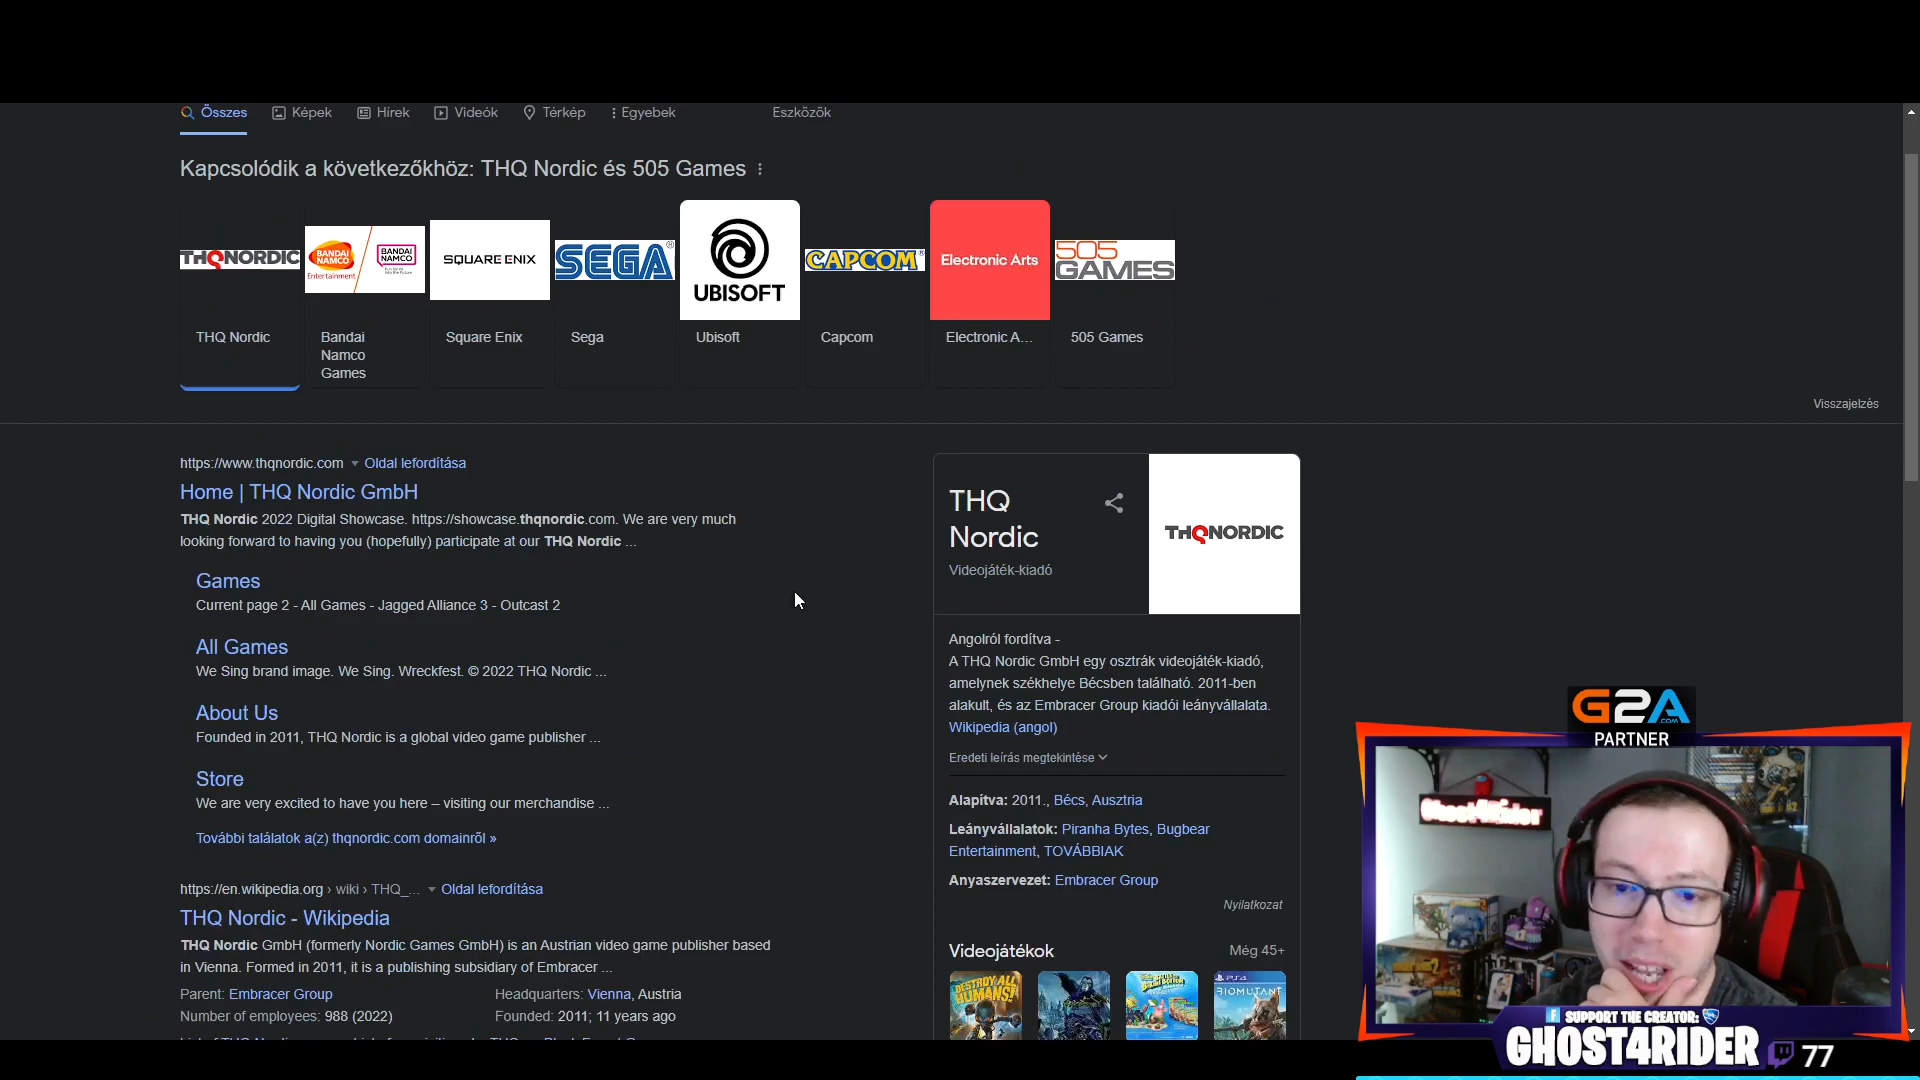 Összes
Képek
Hírek
Videók
Térkép
Egyebek
Eszközök
Kapcsolódik a következőkhöz: THQ Nordic és 505 Games
THQNORDIC
BANDAI NAMCO Entertainment
BANDAI NAMCO
SQUARE ENIX
SEGA
UBISOFT
CAPCOM
Electronic Arts
505 GAMES
THQ Nordic
Bandai
Namco
Games
Square Enix
Sega
Ubisoft
Capcom
Electronic A...
505 Games
Visszajelzés
https://www.thqnordic.com Oldal lefordítása
Home | THQ Nordic GmbH
THQ Nordic 2022 Digital Showcase. https://showcase.thqnordic.com. We are very much
looking forward to having you (hopefully) participate at our THQ Nordic ...
Games
Current page 2 - All Games - Jagged Alliance 3 - Outcast 2
All Games
We Sing brand image. We Sing. Wreckfest. © 2022 THQ Nordic ...
About Us
Founded in 2011, THQ Nordic is a global video game publisher ...
Store
We are very excited to have you here – visiting our merchandise ...
További találatok a(z) thqnordic.com domainről »
https://en.wikipedia.org › wiki › THQ_... Oldal lefordítása
THQ Nordic - Wikipedia
THQ Nordic GmbH (formerly Nordic Games GmbH) is an Austrian video game publisher based
in Vienna. Formed in 2011, it is a publishing subsidiary of Embracer ...
Parent: Embracer Group
Headquarters: Vienna, Austria
Number of employees: 988 (2022)
Founded: 2011; 11 years ago
THQ
Nordic
Videojáték-kiadó
THQNORDIC
Angolról fordítva -
A THQ Nordic GmbH egy osztrák videojáték-kiadó,
amelynek székhelye Bécsben található. 2011-ben
alakult, és az Embracer Group kiadói leányvállalata.
Wikipedia (angol)
Eredeti leírás megtekintése
Alapítva: 2011., Bécs, Ausztria
Leányvállalatok: Piranha Bytes, Bugbear
Entertainment, TOVÁBBIAK
Anyaszervezet: Embracer Group
Nyilatkozat
Videojátékok
Még 45+
DESTROY ALL
HUMANS!
PS4
BIOMUTANT
G2A
.COM
PARTNER
Ghost4Rider
SUPPORT THE CREATOR:
GHOST4RIDER
77